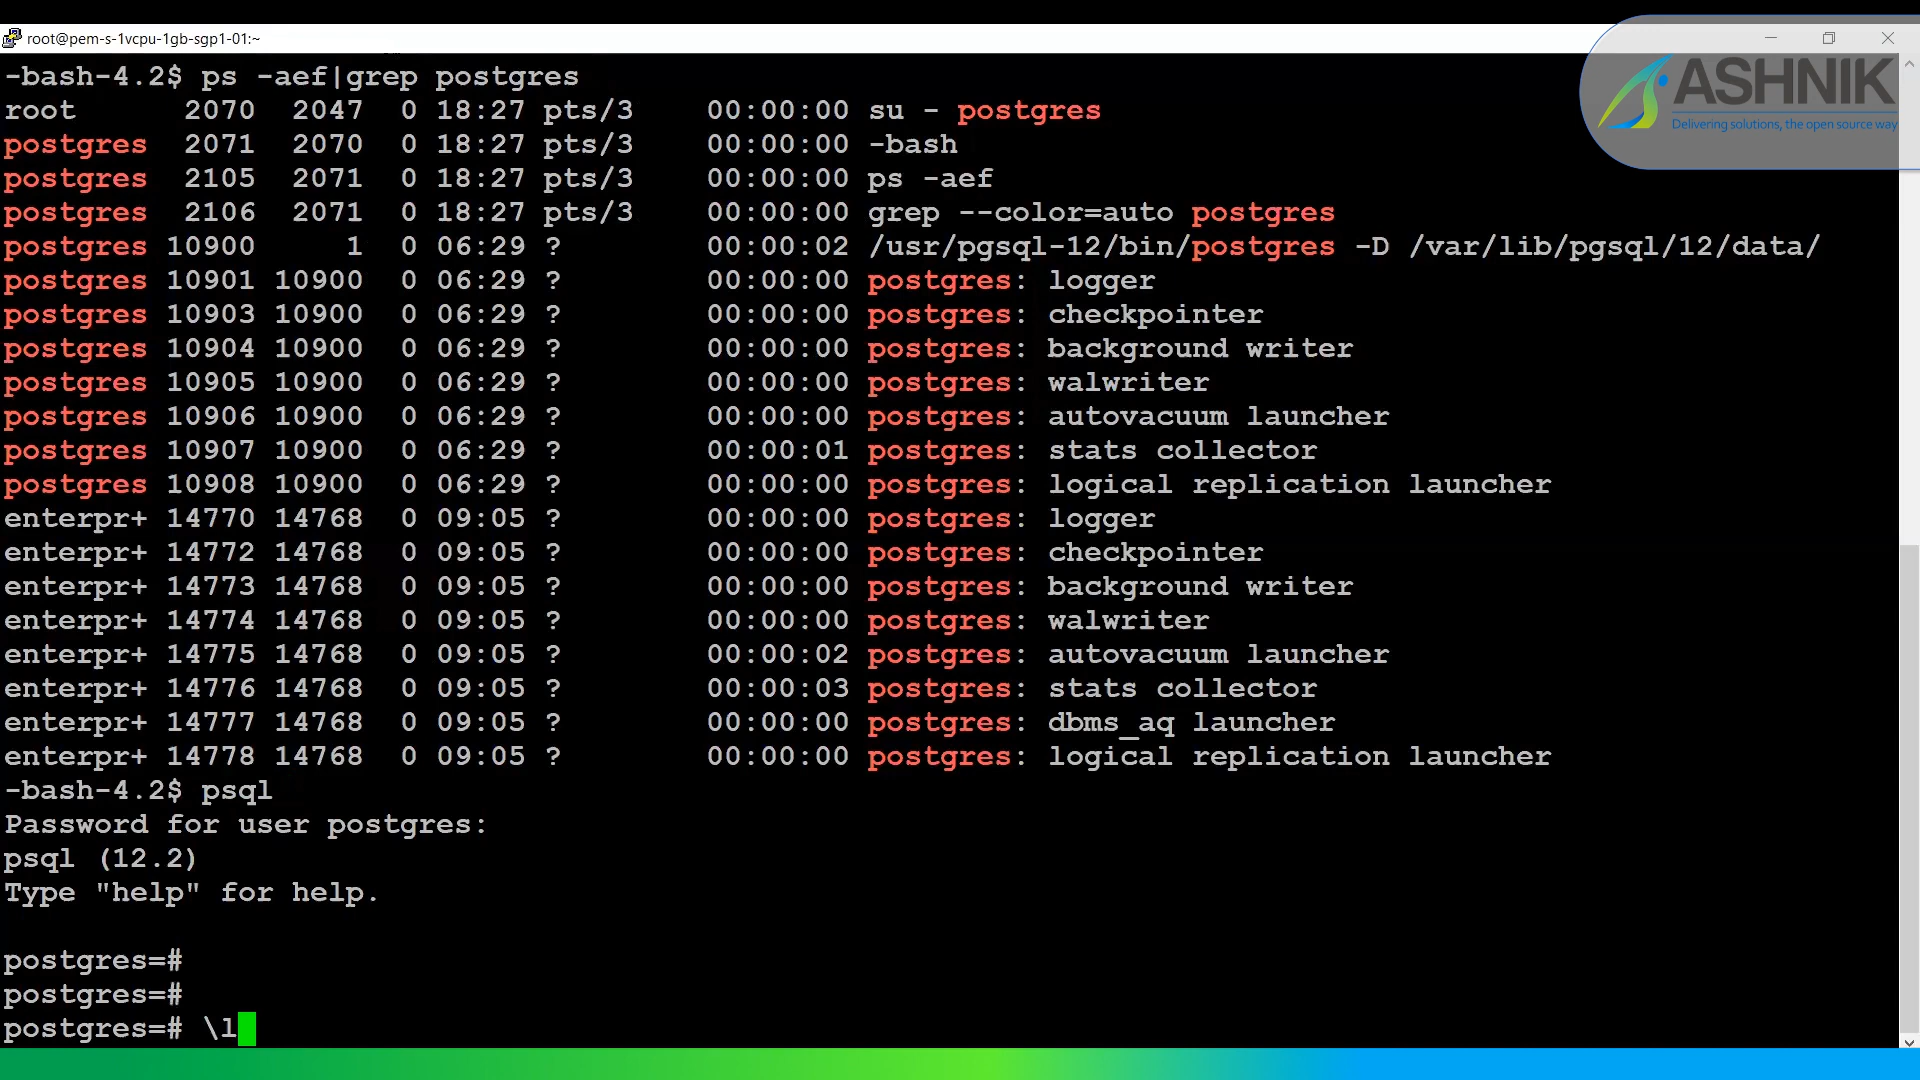 root@pem-s-1vcpu-1gb-sgp1-01:~
ASHNIK
Delivering solutions, the open source way
-bash-4.2$ ps -aef|grep postgres
root      2070  2047  0 18:27 pts/3    00:00:00 su - postgres
postgres  2071  2070  0 18:27 pts/3    00:00:00 -bash
postgres  2105  2071  0 18:27 pts/3    00:00:00 ps -aef
postgres  2106  2071  0 18:27 pts/3    00:00:00 grep --color=auto postgres
postgres 10900     1  0 06:29 ?        00:00:02 /usr/pgsql-12/bin/postgres -D /var/lib/pgsql/12/data/
postgres 10901 10900  0 06:29 ?        00:00:00 postgres: logger
postgres 10903 10900  0 06:29 ?        00:00:00 postgres: checkpointer
postgres 10904 10900  0 06:29 ?        00:00:00 postgres: background writer
postgres 10905 10900  0 06:29 ?        00:00:00 postgres: walwriter
postgres 10906 10900  0 06:29 ?        00:00:00 postgres: autovacuum launcher
postgres 10907 10900  0 06:29 ?        00:00:01 postgres: stats collector
postgres 10908 10900  0 06:29 ?        00:00:00 postgres: logical replication launcher
enterpr+ 14770 14768  0 09:05 ?        00:00:00 postgres: logger
enterpr+ 14772 14768  0 09:05 ?        00:00:00 postgres: checkpointer
enterpr+ 14773 14768  0 09:05 ?        00:00:00 postgres: background writer
enterpr+ 14774 14768  0 09:05 ?        00:00:00 postgres: walwriter
enterpr+ 14775 14768  0 09:05 ?        00:00:02 postgres: autovacuum launcher
enterpr+ 14776 14768  0 09:05 ?        00:00:03 postgres: stats collector
enterpr+ 14777 14768  0 09:05 ?        00:00:00 postgres: dbms_aq launcher
enterpr+ 14778 14768  0 09:05 ?        00:00:00 postgres: logical replication launcher
-bash-4.2$ psql
Password for user postgres:
psql (12.2)
Type "help" for help.
postgres=#
postgres=#
postgres=# \l